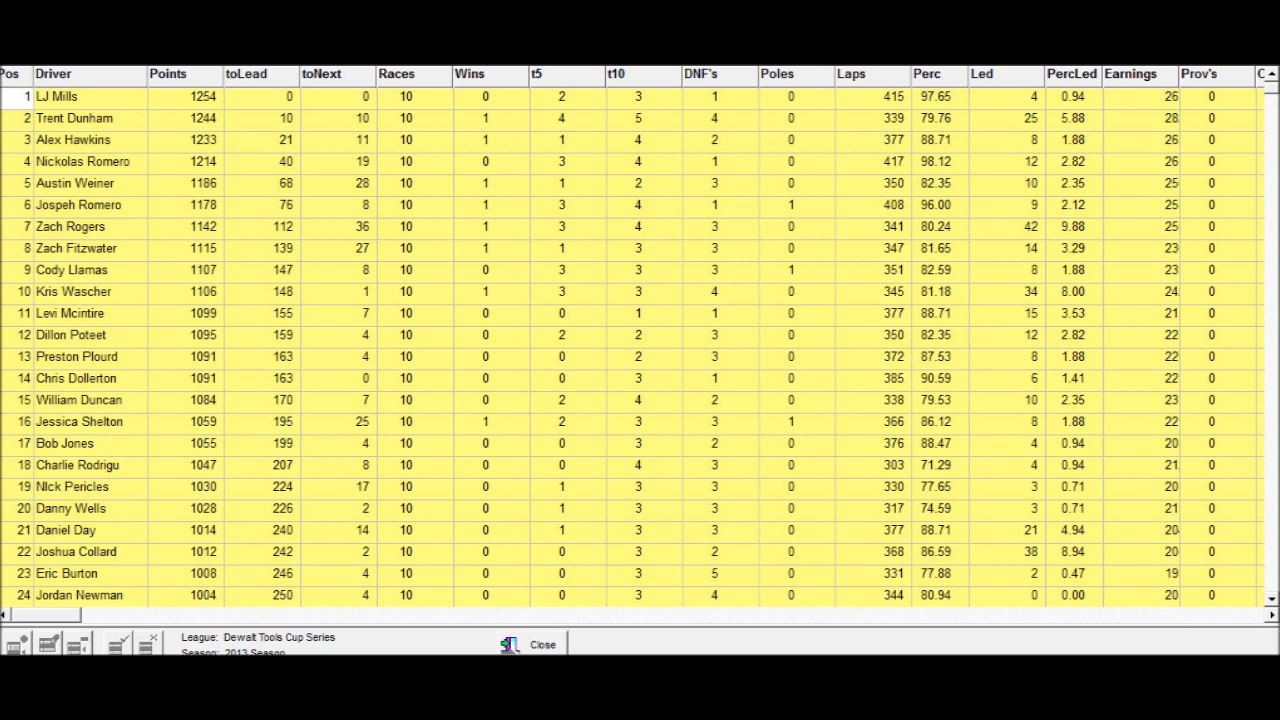 Pos Driver Points toLead toNext Races Wins t5 t10 DNF's Poles Laps Perc Led PercLed Earnings Prov's C
1 LJ Mills 1254 0 0 10 0 2 3 1 0 415 97.65 4 0.94 26 0
2 Trent Dunham 1244 10 10 10 1 4 5 4 0 339 79.76 25 5.88 28 0
3 Alex Hawkins 1233 21 11 10 1 1 4 2 0 377 88.71 8 1.88 26 0
4 Nickolas Romero 1214 40 19 10 0 3 4 1 0 417 98.12 12 2.82 26 0
5 Austin Weiner 1186 68 28 10 1 1 2 3 0 350 82.35 10 2.35 25 0
6 Jospeh Romero 1178 76 8 10 1 3 4 1 1 408 96.00 9 2.12 25 0
7 Zach Rogers 1142 112 36 10 1 3 4 3 0 341 80.24 42 9.88 25 0
8 Zach Fitzwater 1115 139 27 10 1 1 3 3 0 347 81.65 14 3.29 23 0
9 Cody Llamas 1107 147 8 10 0 3 3 3 1 351 82.59 8 1.88 23 0
10 Kris Wascher 1106 148 1 10 1 3 3 4 0 345 81.18 34 8.00 24 0
11 Levi Mcintire 1099 155 7 10 0 0 1 1 0 377 88.71 15 3.53 21 0
12 Dillon Poteet 1095 159 4 10 0 2 2 3 0 350 82.35 12 2.82 22 0
13 Preston Plourd 1091 163 4 10 0 0 2 3 0 372 87.53 8 1.88 22 0
14 Chris Dollerton 1091 163 0 10 0 0 3 1 0 385 90.59 6 1.41 22 0
15 William Duncan 1084 170 7 10 0 2 4 2 0 338 79.53 10 2.35 23 0
16 Jessica Shelton 1059 195 25 10 1 2 3 3 1 366 86.12 8 1.88 22 0
17 Bob Jones 1055 199 4 10 0 0 3 2 0 376 88.47 4 0.94 20 0
18 Charlie Rodrigu 1047 207 8 10 0 0 4 3 0 303 71.29 4 0.94 21 0
19 NIck Pericles 1030 224 17 10 0 1 3 3 0 330 77.65 3 0.71 20 0
20 Danny Wells 1028 226 2 10 0 1 3 3 0 317 74.59 3 0.71 21 0
21 Daniel Day 1014 240 14 10 0 1 3 3 0 377 88.71 21 4.94 20 0
22 Joshua Collard 1012 242 2 10 0 0 3 2 0 368 86.59 38 8.94 20 0
23 Eric Burton 1008 246 4 10 0 0 3 5 0 331 77.88 2 0.47 19 0
24 Jordan Newman 1004 250 4 10 0 0 3 4 0 344 80.94 0 0.00 20 0
League: Dewalt Tools Cup Series Close
Season: 2013 Season